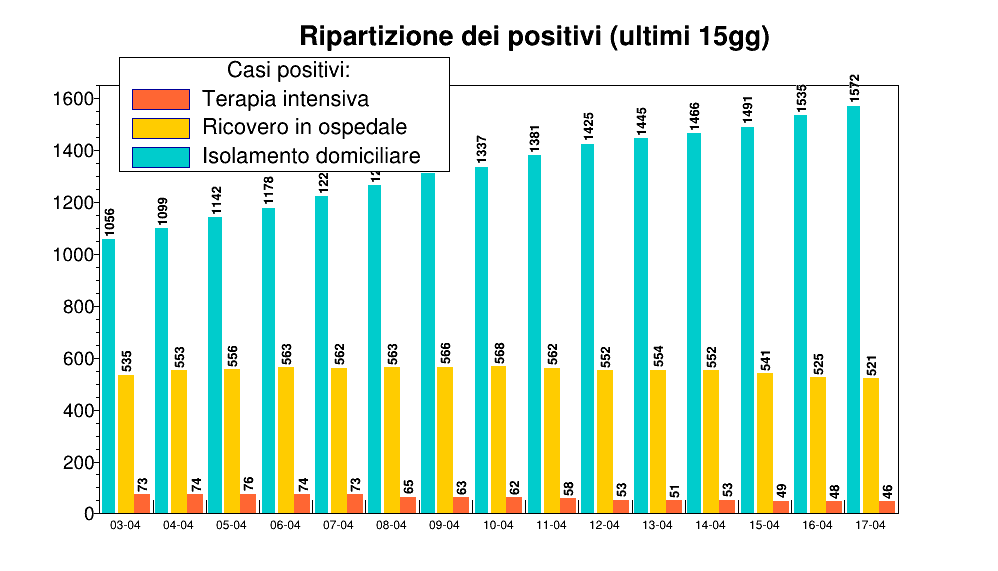 Ripartizione dei positivi (ultimi 15gg)
Casi positivi:
Terapia intensiva
Ricovero in ospedale
Isolamento domiciliare
1600
1400
1200
1000
800
600
400
200
0
1056 1099 1142 1178 1337 1381 1425 1445 1466 1491 1535 1572
535 553 556 563 562 563 566 568 562 552 554 552 541 525 521
73 74 76 74 73 65 63 62 58 53 51 53 49 48 46
03-04 04-04 05-04 06-04 07-04 08-04 09-04 10-04 11-04 12-04 13-04 14-04 15-04 16-04 17-04